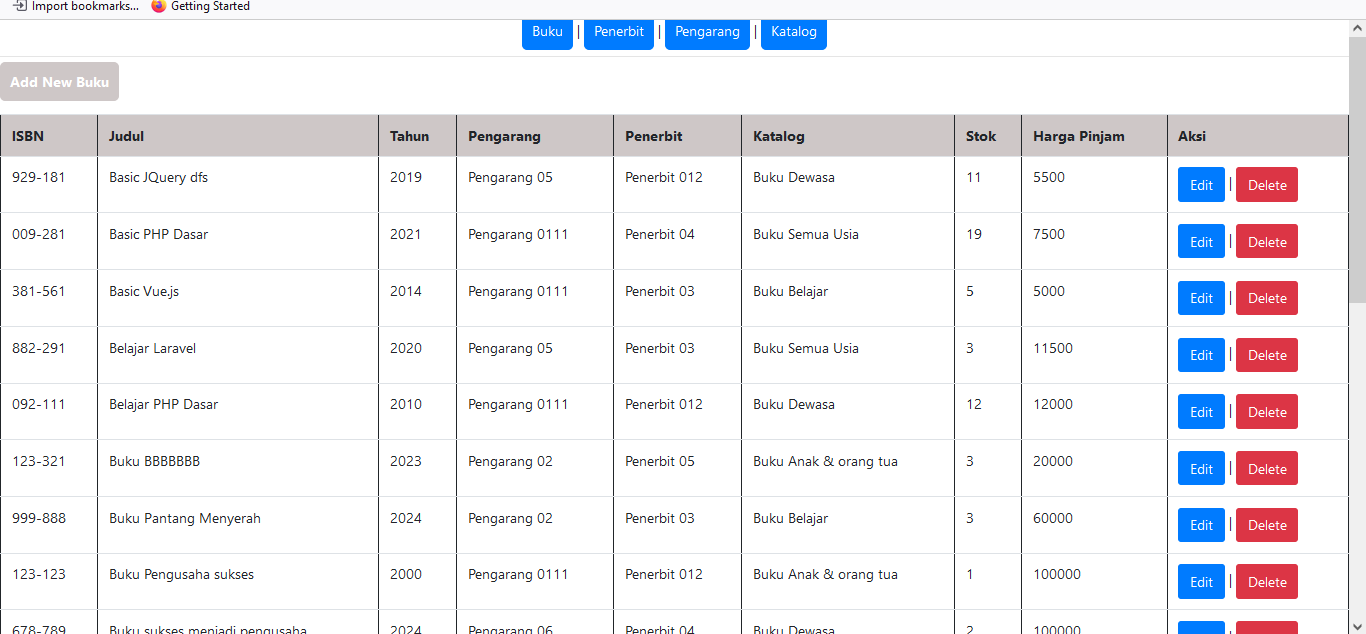 Import bookmarks... Getting Started
Buku | Penerbit | Pengarang | Katalog
Add New Buku
ISBN Judul Tahun Pengarang Penerbit Katalog Stok Harga Pinjam Aksi
929-181 Basic JQuery dfs 2019 Pengarang 05 Penerbit 012 Buku Dewasa 11 5500 Edit | Delete
009-281 Basic PHP Dasar 2021 Pengarang 0111 Penerbit 04 Buku Semua Usia 19 7500 Edit | Delete
381-561 Basic Vue.js 2014 Pengarang 0111 Penerbit 03 Buku Belajar 5 5000 Edit | Delete
882-291 Belajar Laravel 2020 Pengarang 05 Penerbit 03 Buku Semua Usia 3 11500 Edit | Delete
092-111 Belajar PHP Dasar 2010 Pengarang 0111 Penerbit 012 Buku Dewasa 12 12000 Edit | Delete
123-321 Buku BBBBBBB 2023 Pengarang 02 Penerbit 05 Buku Anak & orang tua 3 20000 Edit | Delete
999-888 Buku Pantang Menyerah 2024 Pengarang 02 Penerbit 03 Buku Belajar 3 60000 Edit | Delete
123-123 Buku Pengusaha sukses 2000 Pengarang 0111 Penerbit 012 Buku Anak & orang tua 1 100000 Edit | Delete
678-789 Buku sukses menjadi pengusaha 2024 Pengarang 06 Penerbit 04 Buku Dewasa 2 100000